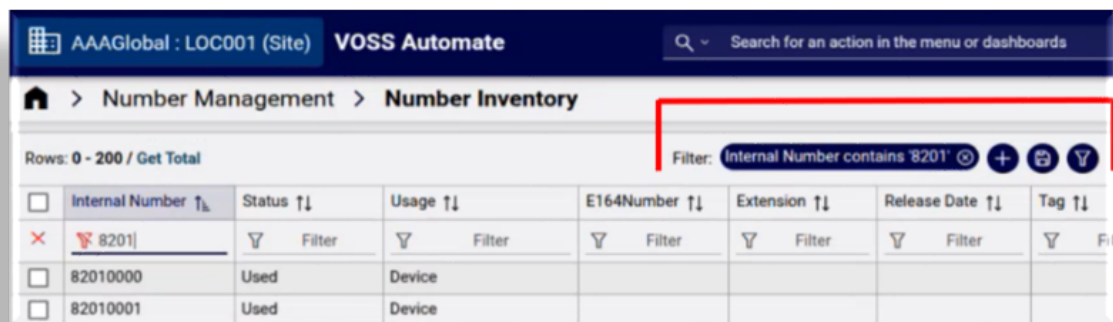 AAAGlobal : LOC001 (Site) VOSS Automate Search for an action in the menu or dashboards
> Number Management > Number Inventory
Rows: 0 - 200 / Get Total Filter: Internal Number contains '8201'
Internal Number Status Usage E164Number Extension Release Date Tag
8201 Filter Filter Filter Filter Filter
82010000 Used Device
82010001 Used Device